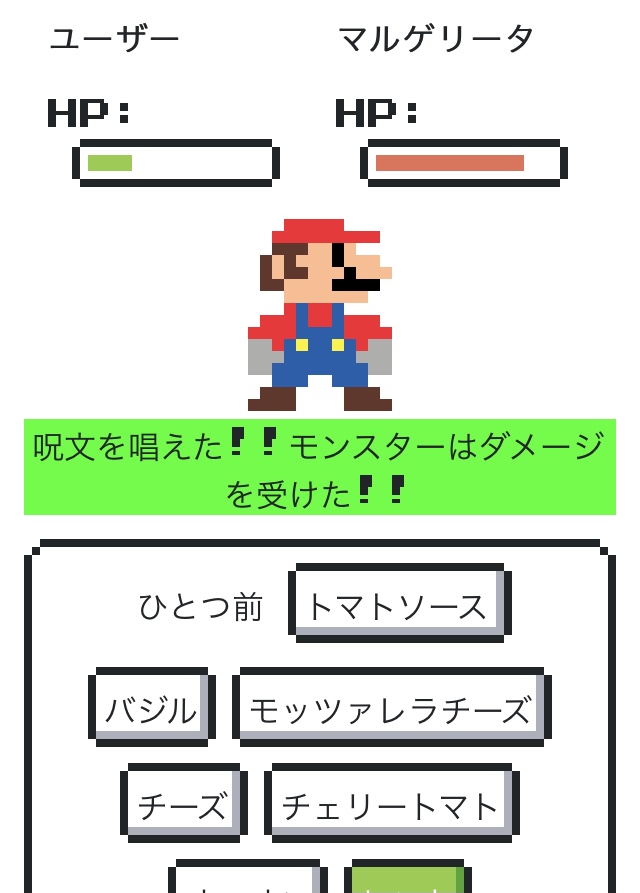 ユーザー マルゲリータ
HP: HP:
呪文を唱えた!! モンスターはダメージ
を受けた!!
ひとつ前 トマトソース
バジル モッツァレラチーズ
チーズ チェリートマト